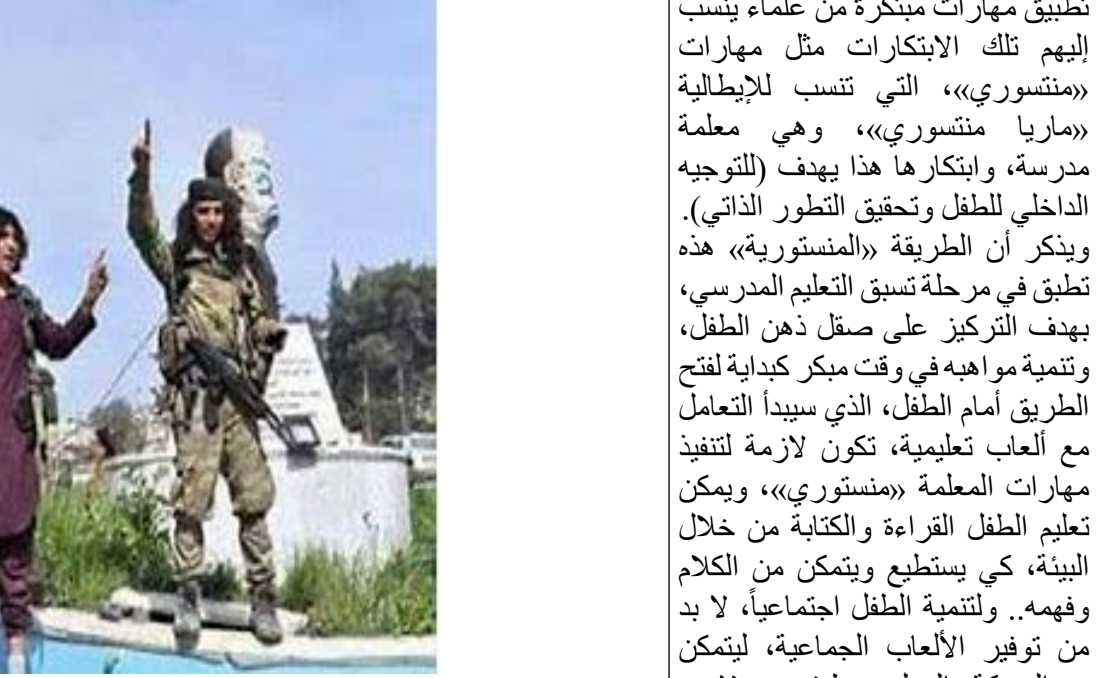 تطبيق مهارات مبتكرة من علماء ينسب
إليهم تلك الابتكارات مثل مهارات
«منتسوري»، التي تنسب للإيطالية
«ماريا منتسوري»، وهي معلمة
مدرسة، وابتكارها هذا يهدف (للتوجيه
الداخلي للطفل وتحقيق التطور الذاتي).
ويذكر أن الطريقة «المنستورية» هذه
تطبق في مرحلة تسبق التعليم المدرسي،
بهدف التركيز على صقل ذهن الطفل،
وتنمية مواهبه في وقت مبكر كبداية لفتح
الطريق أمام الطفل، الذي سيبدأ التعامل
مع ألعاب تعليمية، تكون لازمة لتنفيذ
مهارات المعلمة «منستوري»، ويمكن
تعليم الطفل القراءة والكتابة من خلال
البيئة، كي يستطيع ويتمكن من الكلام
وفهمه.. ولتنمية الطفل اجتماعياً، لا بد
من توفير الألعاب الجماعية، ليتمكن